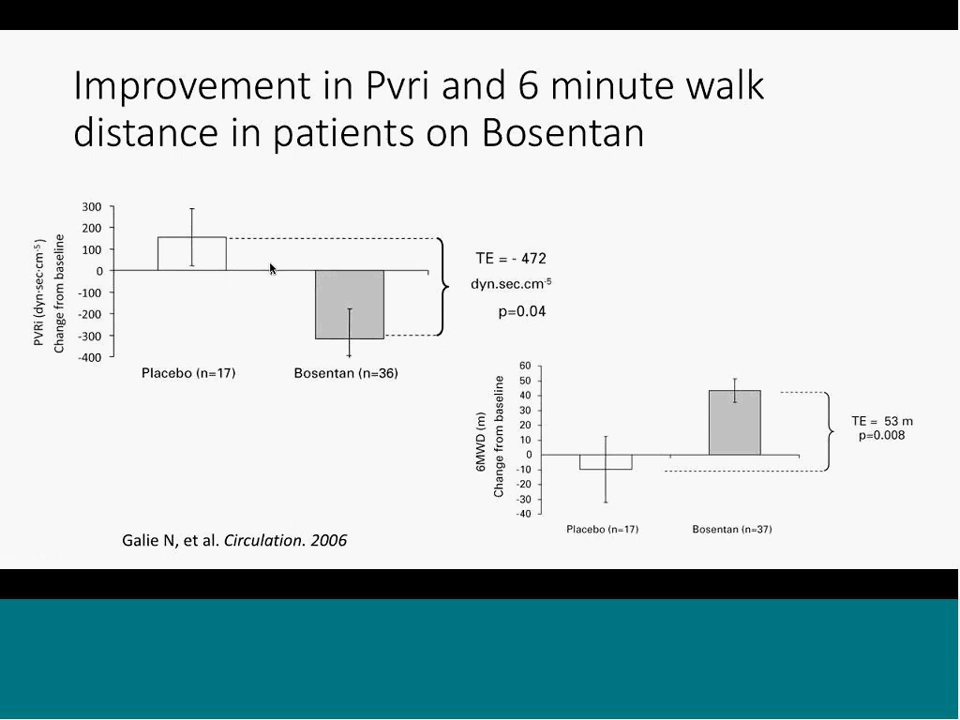 Improvement in Pvri and 6 minute walk
distance in patients on Bosentan
PVRi (dyn·sec·cm-5)
Change from baseline
300
200
100
0
-100
-200
-300
-400
Placebo (n=17)
Bosentan (n=36)
TE = - 472
dyn.sec.cm-5
p=0.04
6MWD (m)
Change from baseline
60
50
40
30
20
10
0
-10
-20
-30
-40
Placebo (n=17)
Bosentan (n=37)
TE = 53 m
p=0.008
Galie N, et al. Circulation. 2006